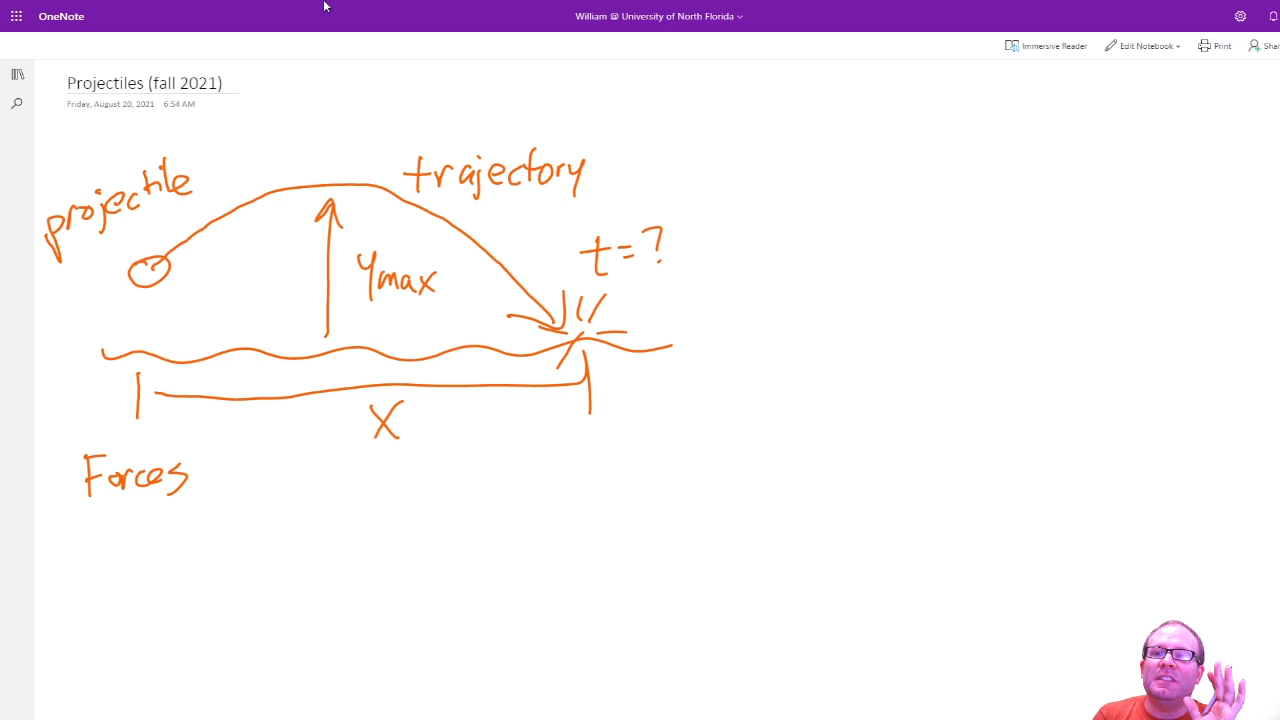 OneNote
William @ University of North Florida
Immersive Reader
Edit Notebook
Print
Shar
Projectiles (fall 2021)
Friday, August 20, 2021 6:54 AM
projectile
trajectory
t = ?
ymax
X
Forces